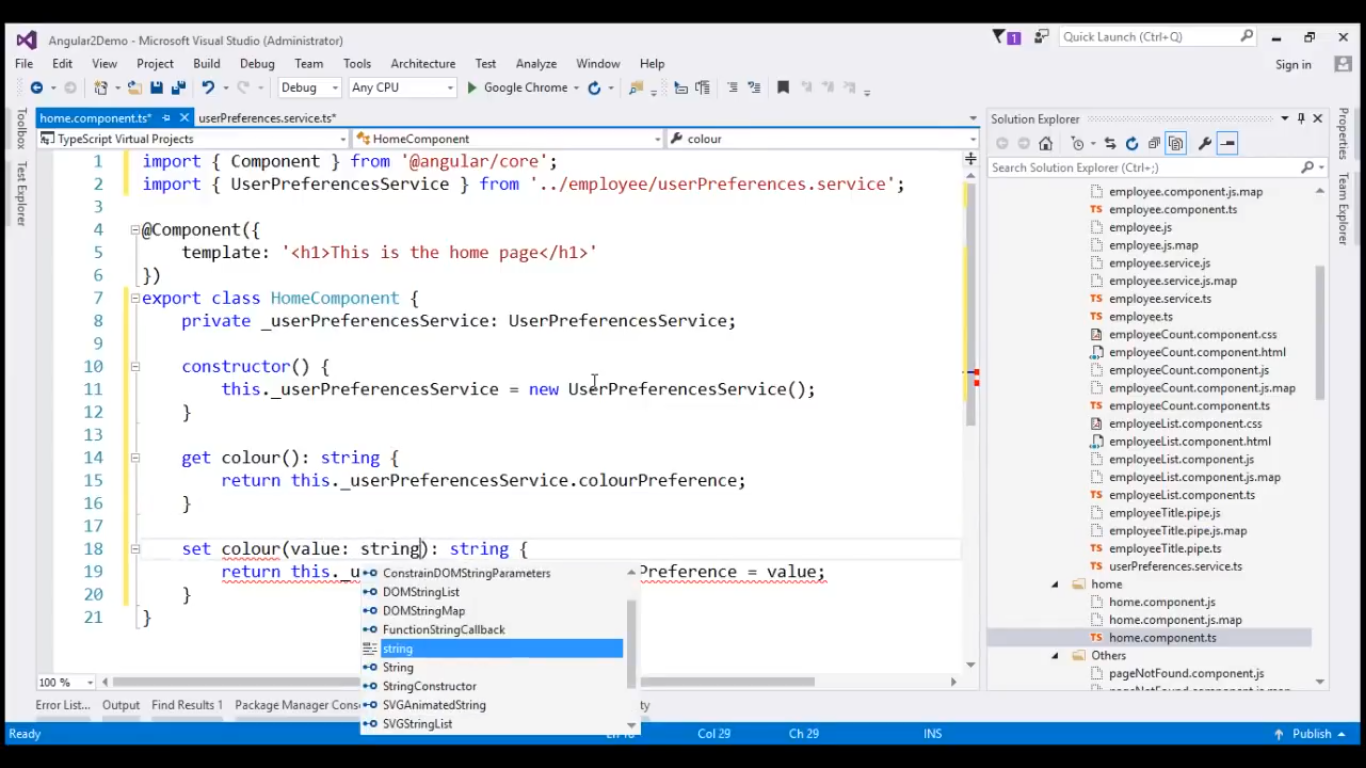 Angular2Demo - Microsoft Visual Studio (Administrator)
1
Quick Launch (Ctrl+Q)
File Edit View Project Build Debug Team Tools Architecture Test Analyze Window Help
Sign in
Debug Any CPU Google Chrome
Toolbox
Test Explorer
home.component.ts* userPreferences.service.ts*
TypeScript Virtual Projects HomeComponent colour
1 import { Component } from '@angular/core';
2 import { UserPreferencesService } from '../employee/userPreferences.service';
3
4 @Component({
5 template: '<h1>This is the home page</h1>'
6 })
7 export class HomeComponent {
8 private _userPreferencesService: UserPreferencesService;
9
10 constructor() {
11 this._userPreferencesService = new UserPreferencesService();
12 }
13
14 get colour(): string {
15 return this._userPreferencesService.colourPreference;
16 }
17
18 set colour(value: string): string {
19 return this._u Preference = value;
20 }
21 }
ConstrainDOMStringParameters
DOMStringList
DOMStringMap
FunctionStringCallback
string
String
StringConstructor
SVGAnimatedString
SVGStringList
100 %
Error List... Output Find Results 1 Package Manager Cons
Ready Col 29 Ch 29 INS Publish
Solution Explorer
Search Solution Explorer (Ctrl+;)
employee.component.js.map
employee.component.ts
employee.js
employee.js.map
employee.service.js
employee.service.js.map
employee.service.ts
employee.ts
employeeCount.component.css
employeeCount.component.html
employeeCount.component.js
employeeCount.component.js.map
employeeCount.component.ts
employeeList.component.css
employeeList.component.html
employeeList.component.js
employeeList.component.js.map
employeeList.component.ts
employeeTitle.pipe.js
employeeTitle.pipe.js.map
employeeTitle.pipe.ts
userPreferences.service.ts
home
home.component.js
home.component.js.map
home.component.ts
Others
pageNotFound.component.js
Properties
Team Explorer